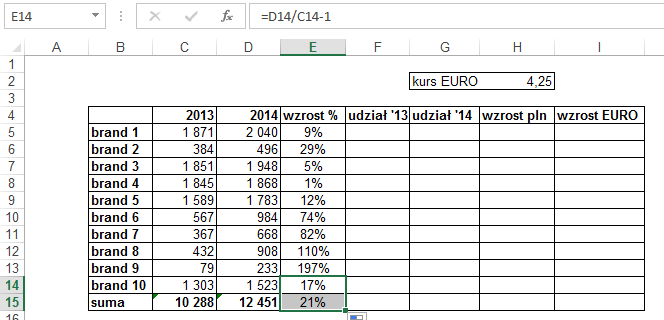 E14 =D14/C14-1
A B C D E F G H I
1
2 kurs EURO 4,25
3
4 2013 2014 wzrost % udział '13 udział '14 wzrost pln wzrost EURO
5 brand 1 1 871 2 040 9%
6 brand 2 384 496 29%
7 brand 3 1 851 1 948 5%
8 brand 4 1 845 1 868 1%
9 brand 5 1 589 1 783 12%
10 brand 6 567 984 74%
11 brand 7 367 668 82%
12 brand 8 432 908 110%
13 brand 9 79 233 197%
14 brand 10 1 303 1 523 17%
15 suma 10 288 12 451 21%
16